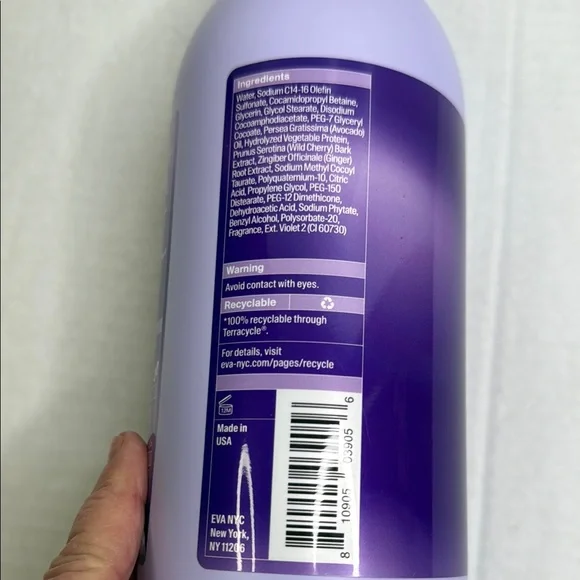 Ingredients
Water, Sodium C14-16 Olefin
Sulfonate, Cocamidopropyl Betaine,
Glycerin, Glycol Stearate, Disodium
Cocoamphodiacetate, PEG-7 Glyceryl
Cocoate, Persea Gratissima (Avocado)
Oil, Hydrolyzed Vegetable Protein,
Prunus Serotina (Wild Cherry) Bark
Extract, Zingiber Officinale (Ginger)
Root Extract, Sodium Methyl Cocoyl
Taurate, Polyquaternium-10, Citric
Acid, Propylene Glycol, PEG-150
Distearate, PEG-12 Dimethicone,
Dehydroacetic Acid, Sodium Phytate,
Benzyl Alcohol, Polysorbate-20,
Fragrance, Ext. Violet 2 (CI 60730)
Warning
Avoid contact with eyes.
Recyclable
*100% recyclable through
Terracycle®.
For details, visit
eva-nyc.com/pages/recycle
12M
Made in
USA
EVA NYC
New York,
NY 11206
8 10905 03905 6